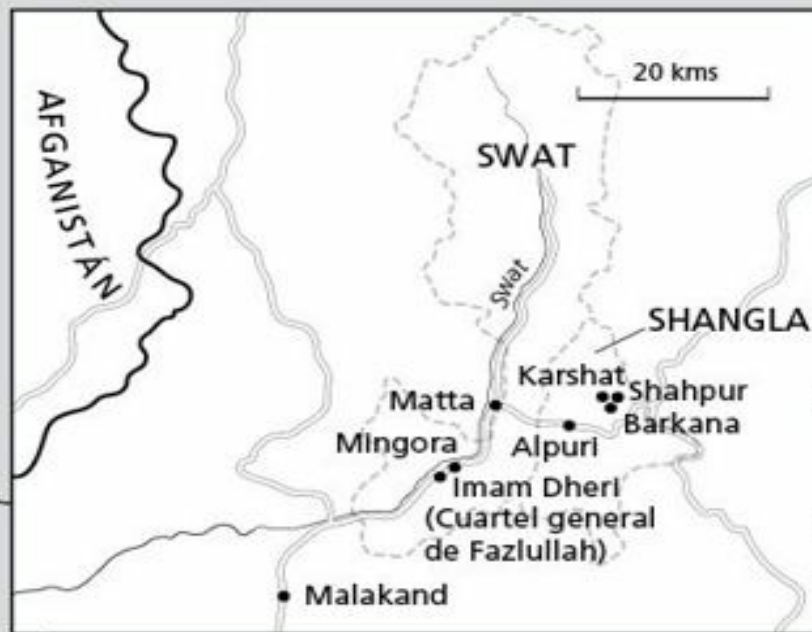 20 kms
AFGANISTÁN
SWAT
Swat
SHANGLA
Karshat
Shahpur
Matta
Barkana
Mingora
Alpuri
Imam Dheri
(Cuartel general
de Fazlullah)
Malakand